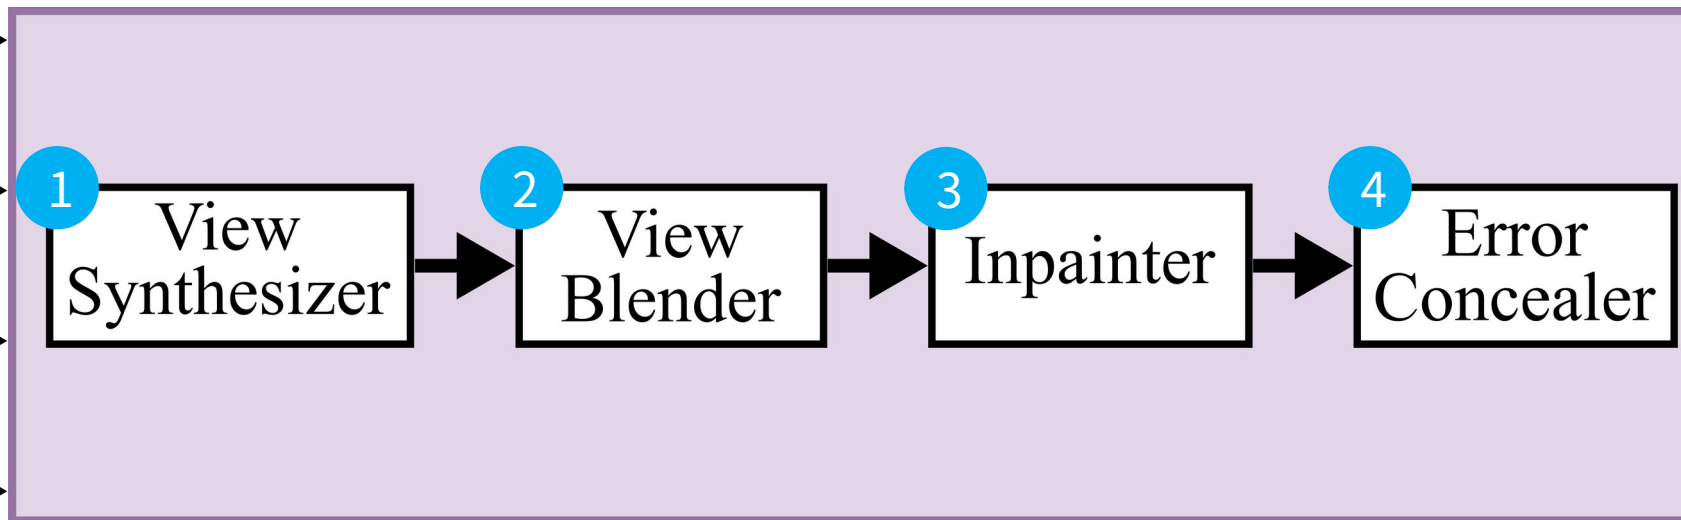 1
View
Synthesizer
2
View
Blender
3
Inpainter
4
Error
Concealer